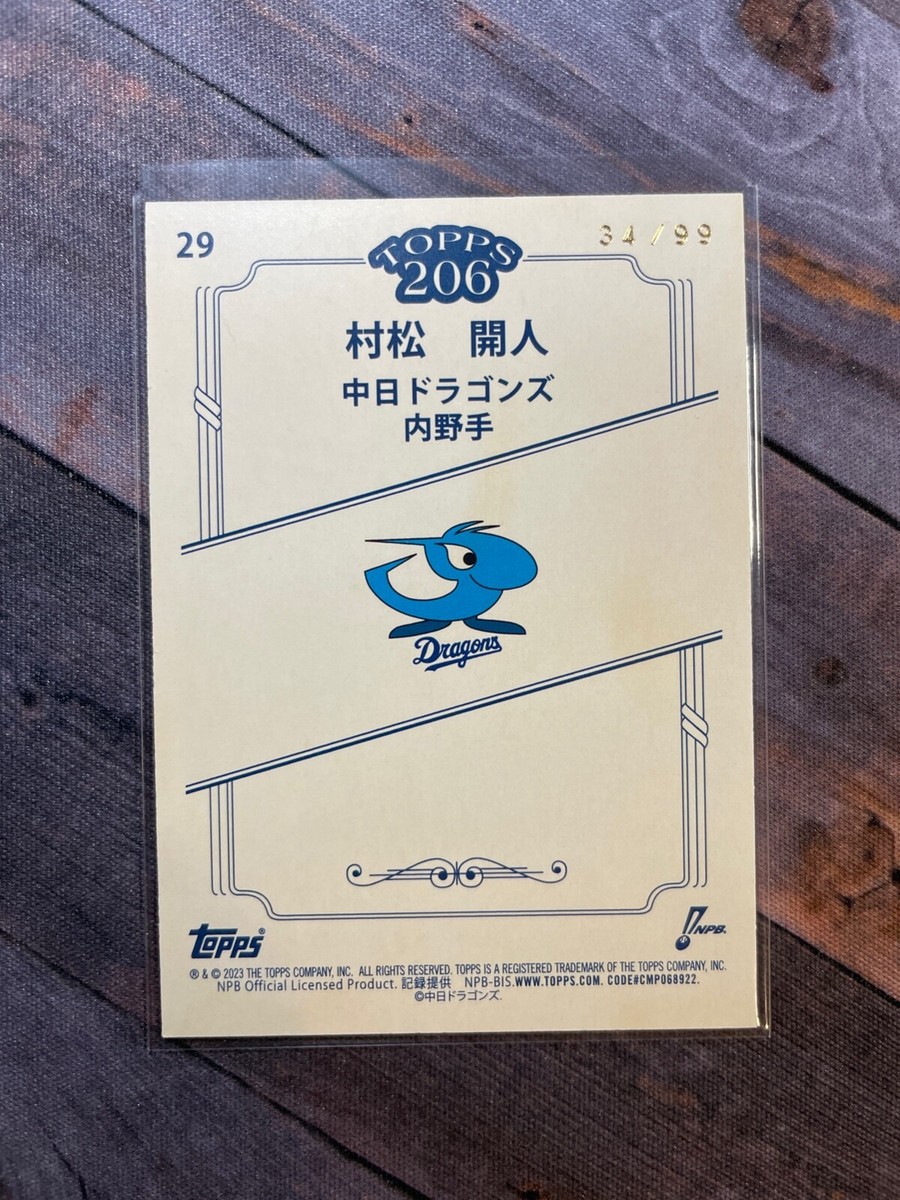 29
34/99
TOPPS
206
村松　開人
中日ドラゴンズ
内野手
Dragons
topps®
NPB.
® & © 2023 THE TOPPS COMPANY, INC. ALL RIGHTS RESERVED. TOPPS IS A REGISTERED TRADEMARK OF THE TOPPS COMPANY, INC.
NPB Official Licensed Product. 記録提供 NPB-BIS.WWW.TOPPS.COM. CODE#CMP068922.
©中日ドラゴンズ.